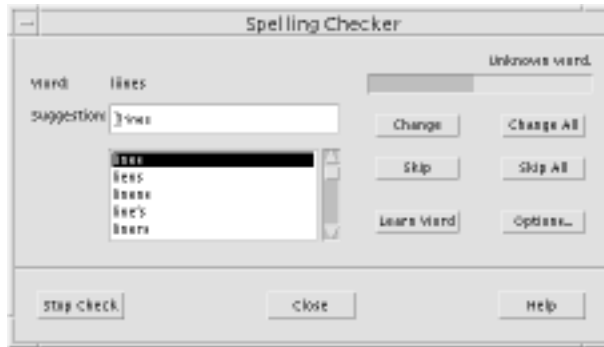 Spelling Checker
Unknown word.
Word: liines
Suggestion: lines
Change Change All
lines
liens
linens
line's
liners
Skip Skip All
Learn Word Options...
Stop Check Close Help